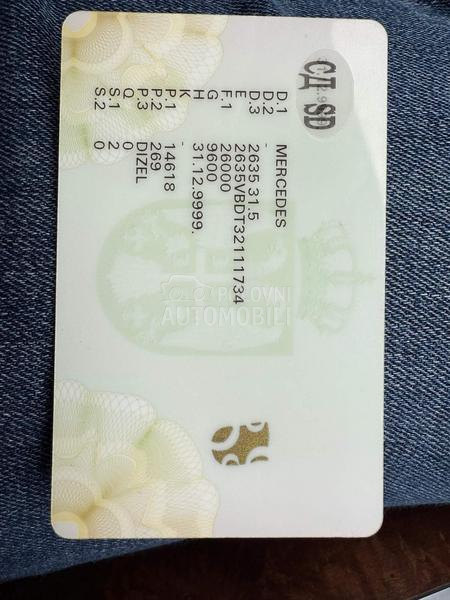 СД SD
D.1 MERCEDES
D.2 -
D.3 2635 31.5
E 2635VBDT32111734
F.1 26000
G 9600
H 31.12.9999.
K -
P.1 14618
P.2 269
P.3 DIZEL
Q 0
S.1 2
S.2 0
POLOVNI
AUTOMOBILI